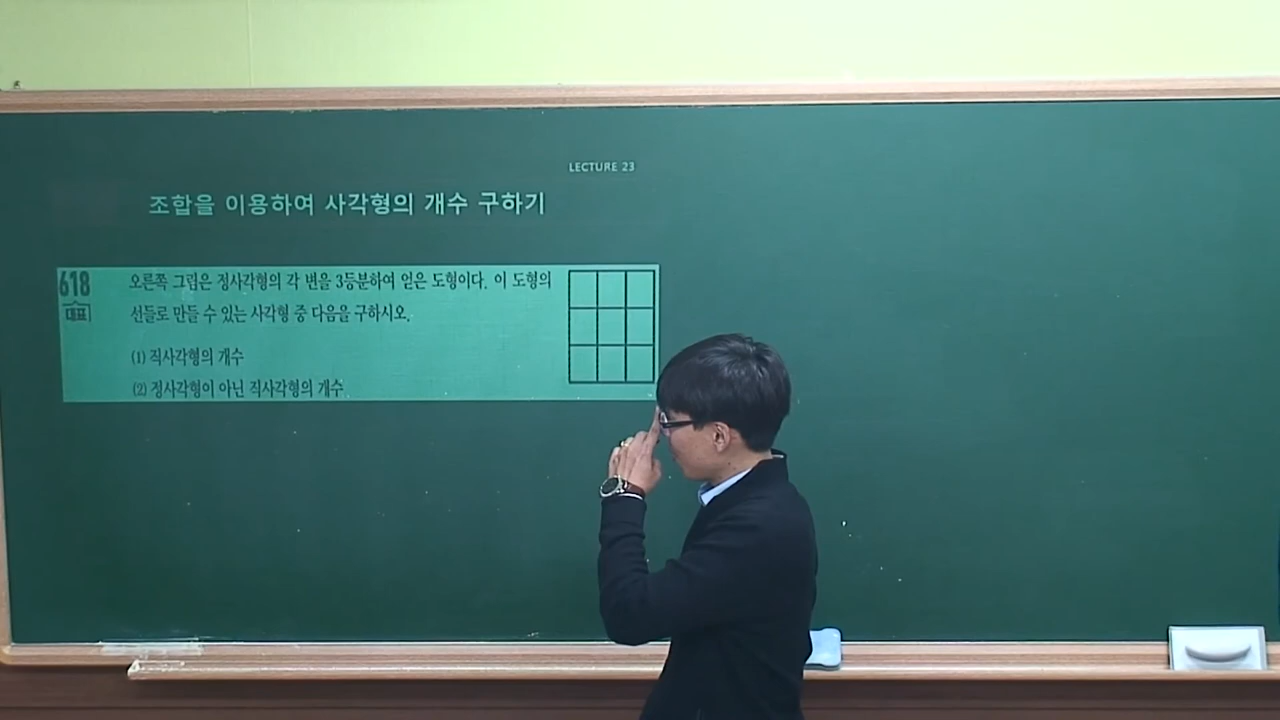 LECTURE 23
조합을 이용하여 사각형의 개수 구하기
618
대표
오른쪽 그림은 정사각형의 각 변을 3등분하여 얻은 도형이다. 이 도형의
선들로 만들 수 있는 사각형 중 다음을 구하시오.
(1) 직사각형의 개수
(2) 정사각형이 아닌 직사각형의 개수